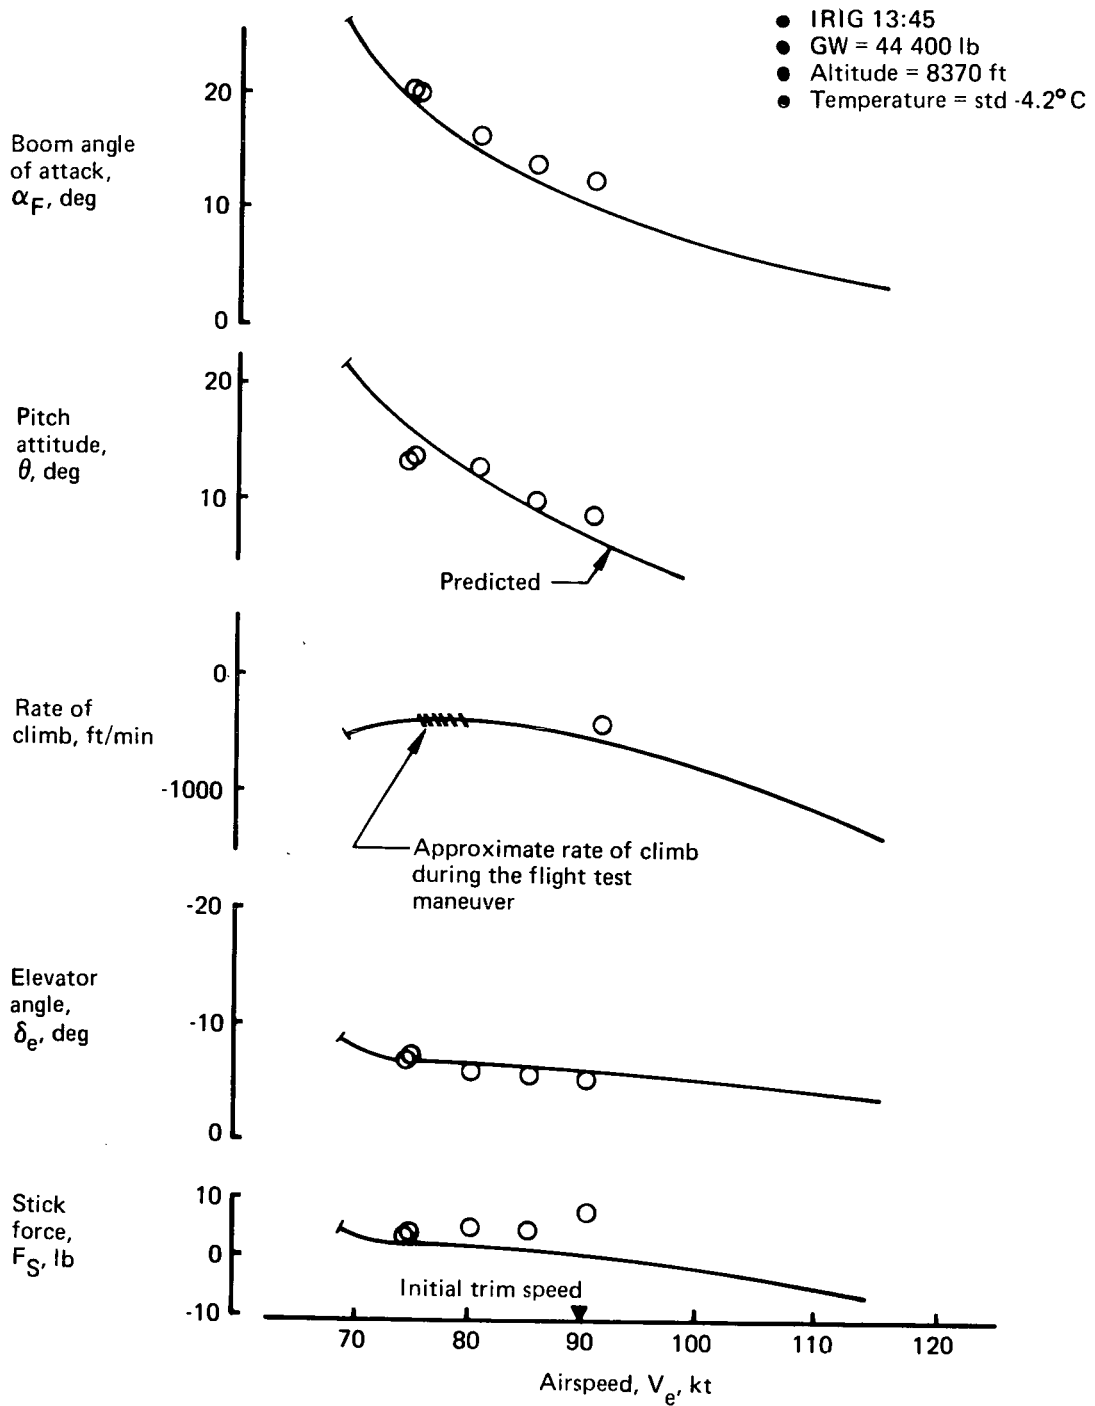 ● IRIG 13:45
● GW = 44 400 lb
● Altitude = 8370 ft
● Temperature = std -4.2°C
Boom angle
of attack,
αF, deg
20
10
0
Pitch
attitude,
θ, deg
20
10
Predicted
Rate of
climb, ft/min
0
-1000
Approximate rate of climb
during the flight test
maneuver
Elevator
angle,
δe, deg
-20
-10
0
Stick
force,
FS, lb
10
0
-10
Initial trim speed
70 80 90 100 110 120
Airspeed, Ve, kt